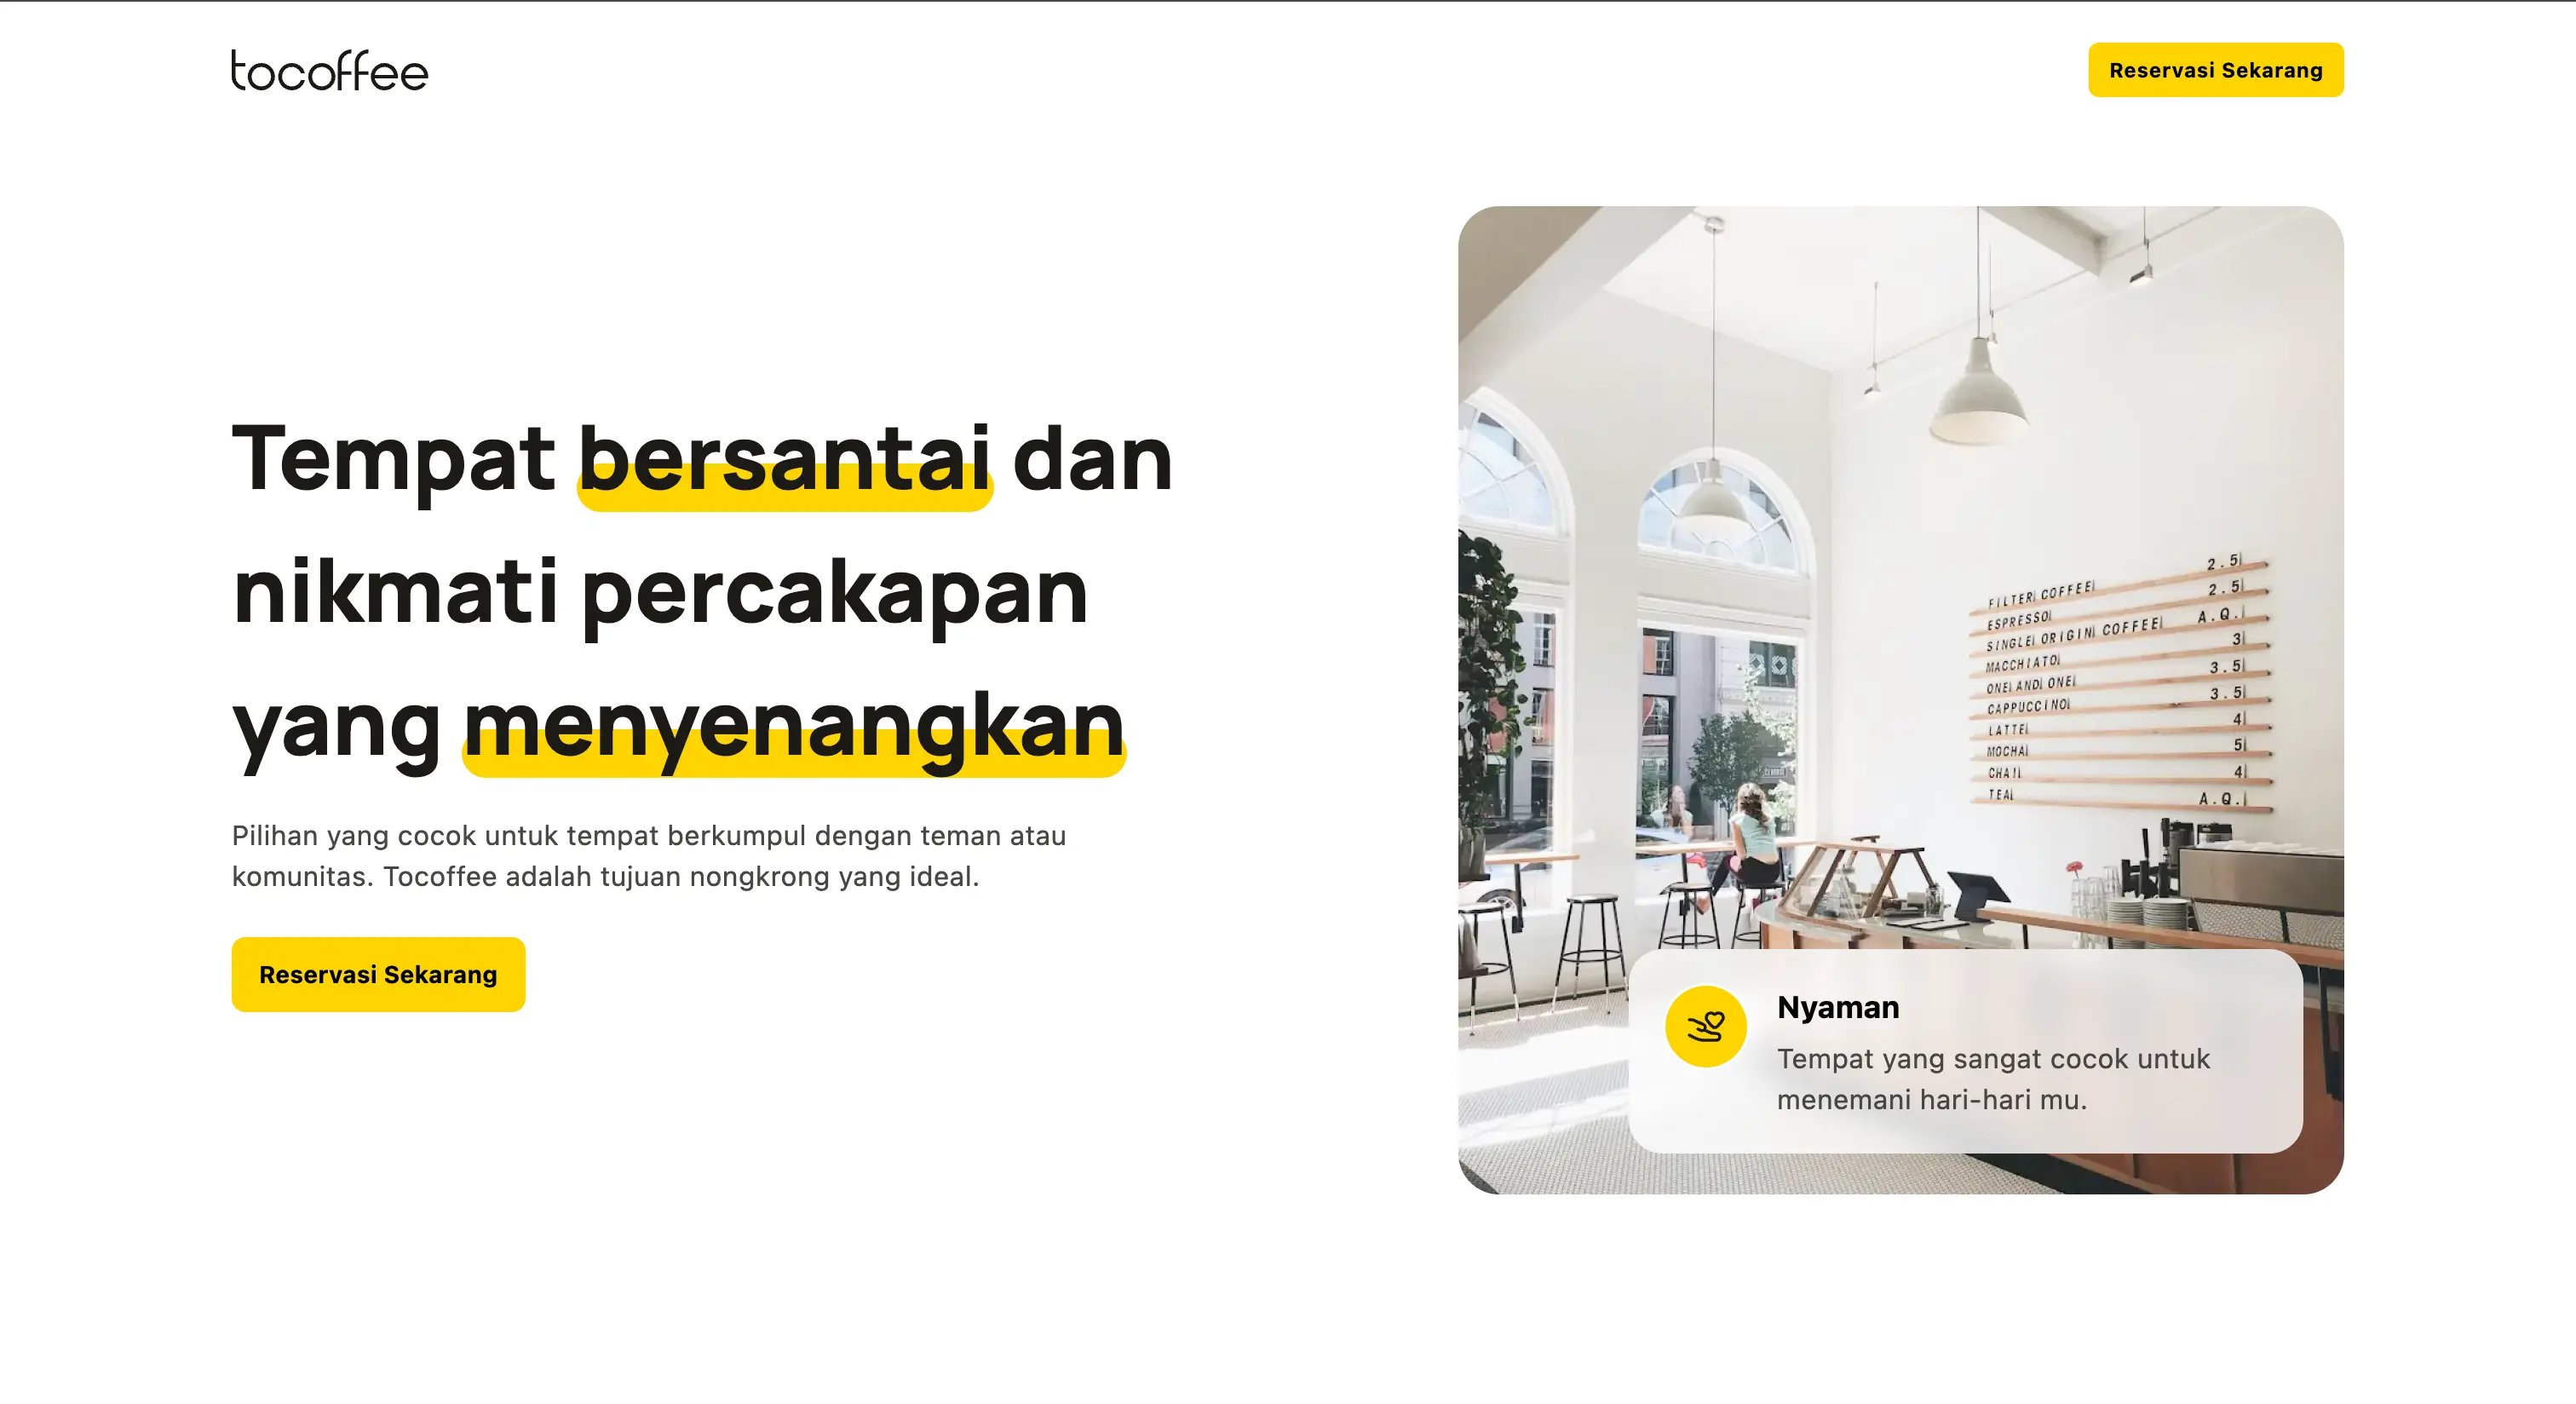 tocoffee
Reservasi Sekarang
Tempat bersantai dan
nikmati percakapan
yang menyenangkan
Pilihan yang cocok untuk tempat berkumpul dengan teman atau
komunitas. Tocoffee adalah tujuan nongkrong yang ideal.
Reservasi Sekarang
FILTER COFFEE 2.5
ESPRESSO 2.5
SINGLE ORIGIN COFFEE A.Q.
MACCHIATO 3
ONE AND ONE 3.5
CAPPUCCINO 3.5
LATTE 4
MOCHA 5
CHAI 4
TEA A.Q.
Nyaman
Tempat yang sangat cocok untuk
menemani hari-hari mu.